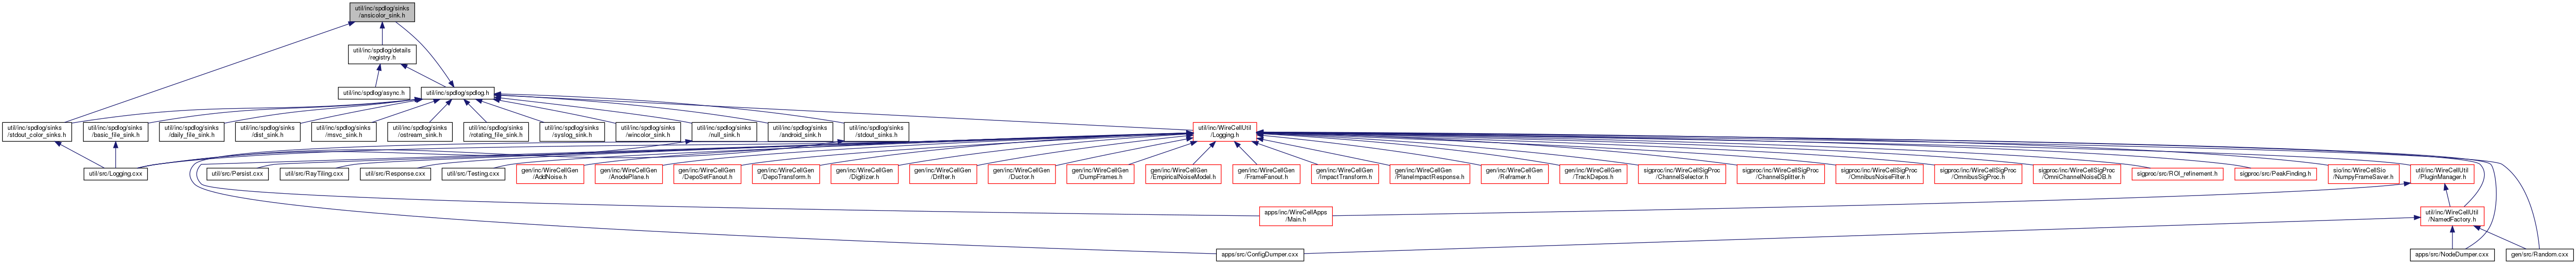 util/inc/spdlog/sinks
/ansicolor_sink.h
util/inc/spdlog/details
/registry.h
util/inc/spdlog/async.h
util/inc/spdlog/spdlog.h
util/inc/spdlog/sinks
/stdout_color_sinks.h
util/inc/spdlog/sinks
/basic_file_sink.h
util/inc/spdlog/sinks
/daily_file_sink.h
util/inc/spdlog/sinks
/dist_sink.h
util/inc/spdlog/sinks
/msvc_sink.h
util/inc/spdlog/sinks
/ostream_sink.h
util/inc/spdlog/sinks
/rotating_file_sink.h
util/inc/spdlog/sinks
/syslog_sink.h
util/inc/spdlog/sinks
/wincolor_sink.h
util/inc/spdlog/sinks
/null_sink.h
util/inc/spdlog/sinks
/android_sink.h
util/inc/spdlog/sinks
/stdout_sinks.h
util/inc/WireCellUtil
/Logging.h
util/src/Logging.cxx
util/src/Persist.cxx
util/src/RayTiling.cxx
util/src/Response.cxx
util/src/Testing.cxx
gen/inc/WireCellGen
/AddNoise.h
gen/inc/WireCellGen
/AnodePlane.h
gen/inc/WireCellGen
/DepoSetFanout.h
gen/inc/WireCellGen
/DepoTransform.h
gen/inc/WireCellGen
/Digitizer.h
gen/inc/WireCellGen
/Drifter.h
gen/inc/WireCellGen
/Ductor.h
gen/inc/WireCellGen
/DumpFrames.h
gen/inc/WireCellGen
/EmpiricalNoiseModel.h
gen/inc/WireCellGen
/FrameFanout.h
gen/inc/WireCellGen
/ImpactTransform.h
gen/inc/WireCellGen
/PlaneImpactResponse.h
gen/inc/WireCellGen
/Reframer.h
gen/inc/WireCellGen
/TrackDepos.h
sigproc/inc/WireCellSigProc
/ChannelSelector.h
sigproc/inc/WireCellSigProc
/ChannelSplitter.h
sigproc/inc/WireCellSigProc
/OmnibusNoiseFilter.h
sigproc/inc/WireCellSigProc
/OmnibusSigProc.h
sigproc/inc/WireCellSigProc
/OmniChannelNoiseDB.h
sigproc/src/ROI_refinement.h
sigproc/src/PeakFinding.h
sio/inc/WireCellSio
/NumpyFrameSaver.h
util/inc/WireCellUtil
/PluginManager.h
apps/inc/WireCellApps
/Main.h
util/inc/WireCellUtil
/NamedFactory.h
apps/src/ConfigDumper.cxx
apps/src/NodeDumper.cxx
gen/src/Random.cxx